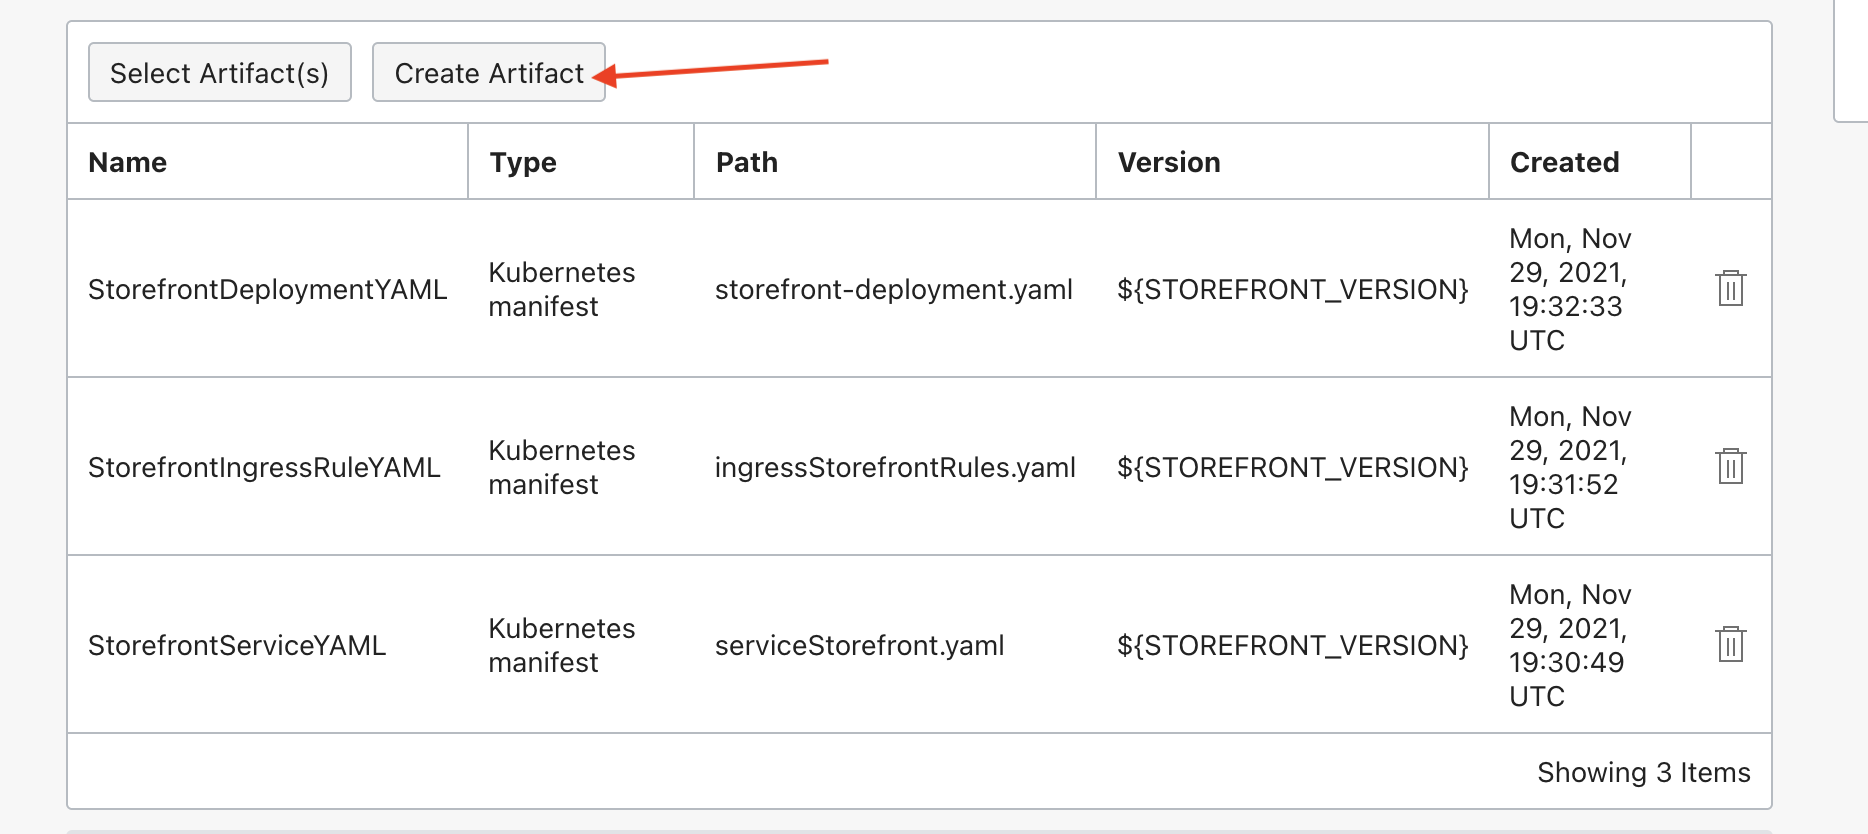 Select Artifact(s) Create Artifact
Name Type Path Version Created
StorefrontDeploymentYAML Kubernetes manifest storefront-deployment.yaml ${STOREFRONT_VERSION} Mon, Nov 29, 2021, 19:32:33 UTC
StorefrontIngressRuleYAML Kubernetes manifest ingressStorefrontRules.yaml ${STOREFRONT_VERSION} Mon, Nov 29, 2021, 19:31:52 UTC
StorefrontServiceYAML Kubernetes manifest serviceStorefront.yaml ${STOREFRONT_VERSION} Mon, Nov 29, 2021, 19:30:49 UTC
Showing 3 Items